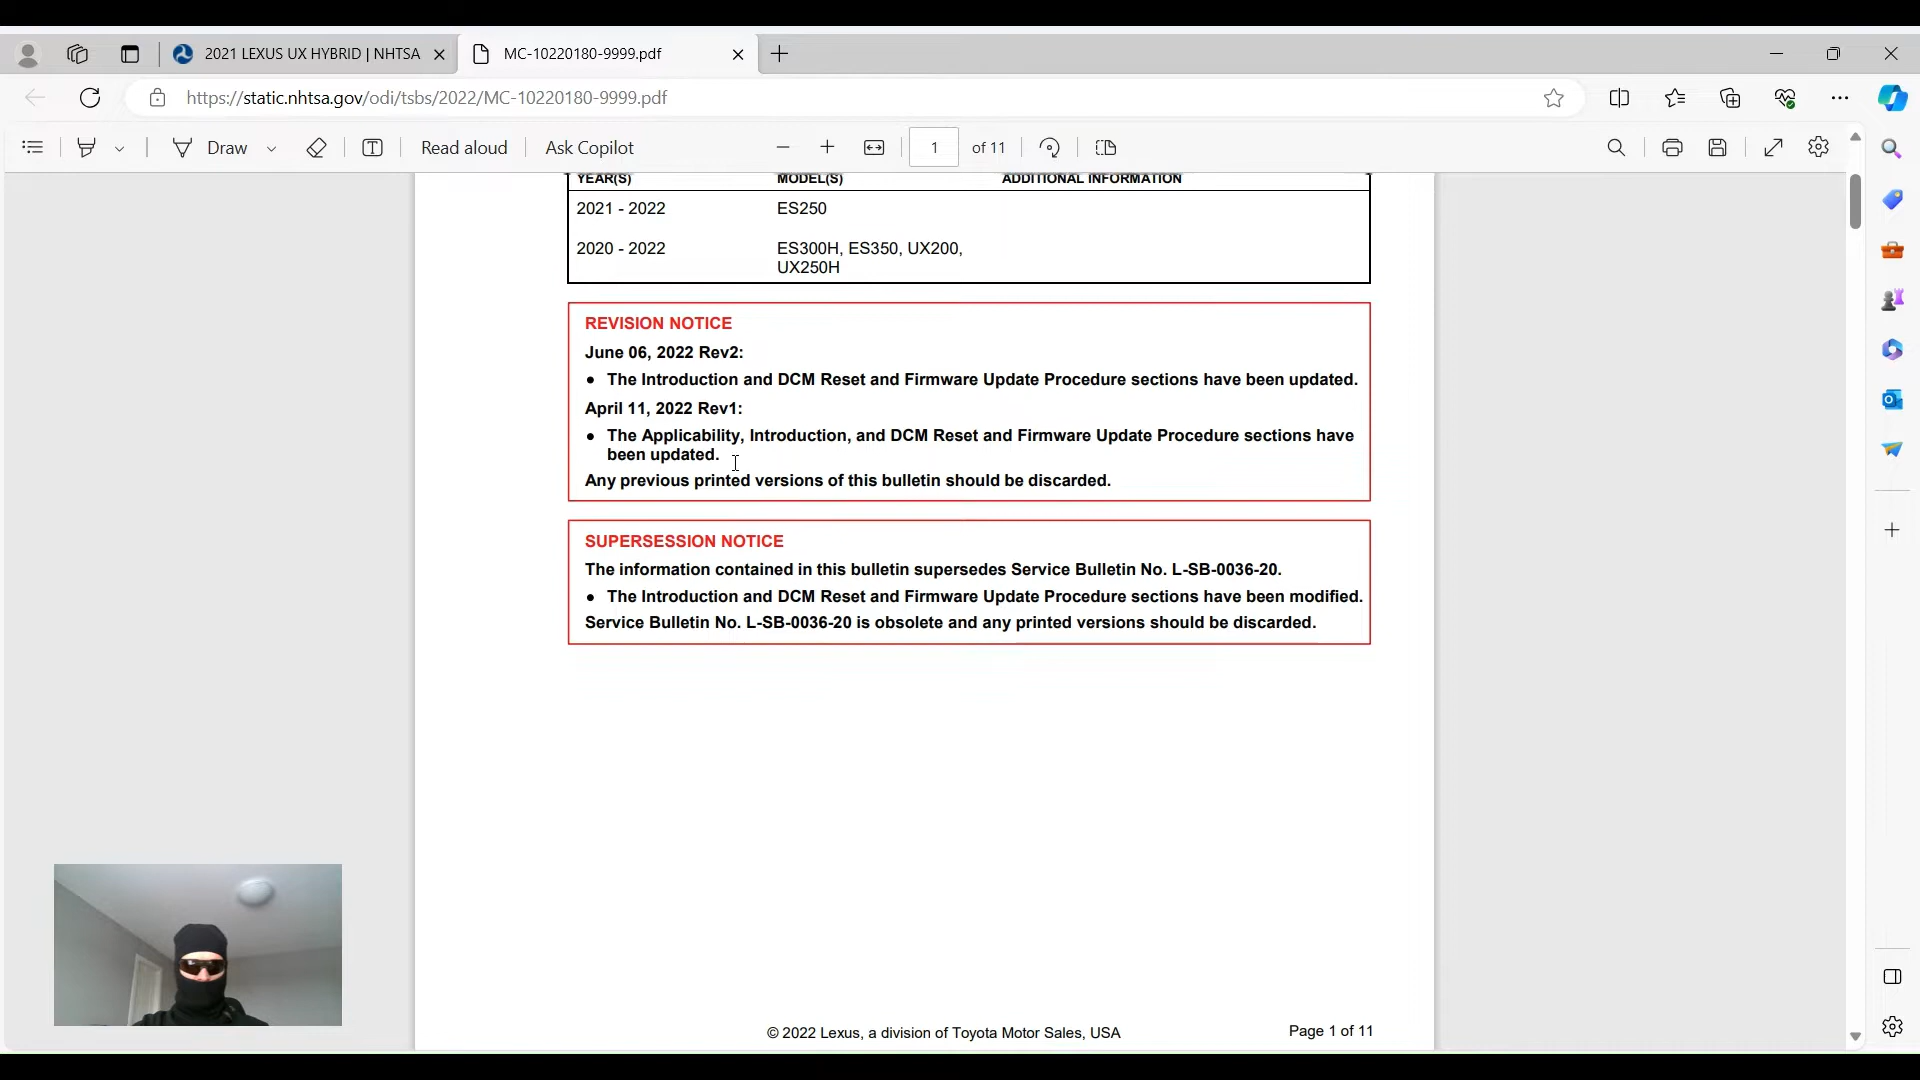 2021 LEXUS UX HYBRID | NHTSA
MC-10220180-9999.pdf
https://static.nhtsa.gov/odi/tsbs/2022/MC-10220180-9999.pdf
Draw
Read aloud
Ask Copilot
1
of 11
YEAR(S) MODEL(S) ADDITIONAL INFORMATION
2021 - 2022 ES250
2020 - 2022 ES300H, ES350, UX200,
UX250H
REVISION NOTICE
June 06, 2022 Rev2:
• The Introduction and DCM Reset and Firmware Update Procedure sections have been updated.
April 11, 2022 Rev1:
• The Applicability, Introduction, and DCM Reset and Firmware Update Procedure sections have
been updated.
Any previous printed versions of this bulletin should be discarded.
SUPERSESSION NOTICE
The information contained in this bulletin supersedes Service Bulletin No. L-SB-0036-20.
• The Introduction and DCM Reset and Firmware Update Procedure sections have been modified.
Service Bulletin No. L-SB-0036-20 is obsolete and any printed versions should be discarded.
© 2022 Lexus, a division of Toyota Motor Sales, USA
Page 1 of 11